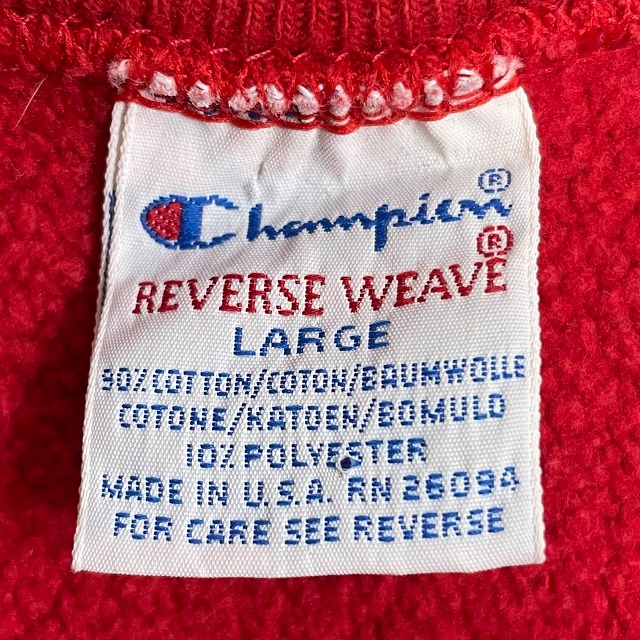 Champion®
REVERSE WEAVE®
LARGE
90% COTTON/COTON/BAUMWOLLE
COTONE/KATOEN/BOMULD
10% POLYESTER
MADE IN U.S.A. RN 26094
FOR CARE SEE REVERSE